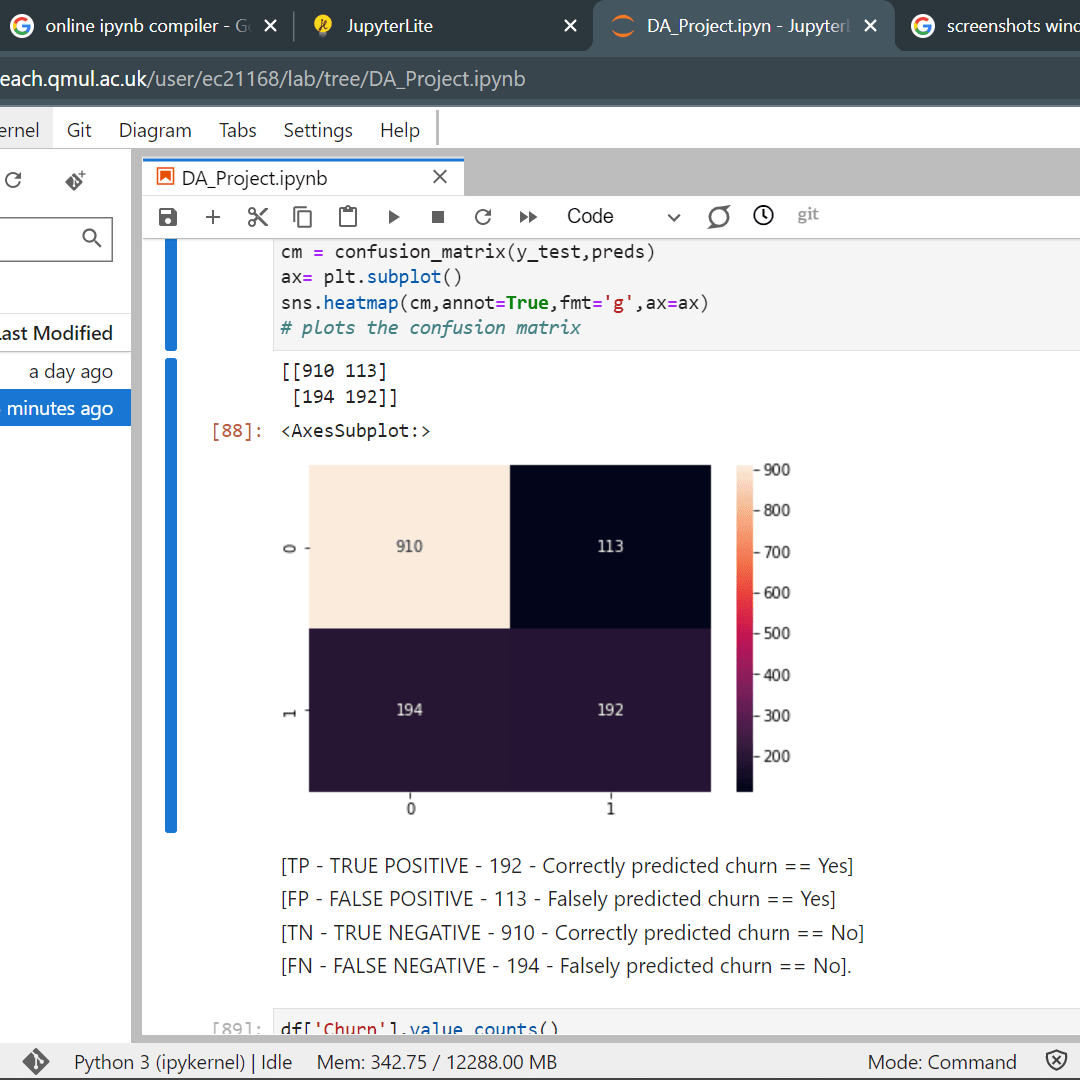 online ipynb compiler - G
JupyterLite
DA_Project.ipyn - Jupyter
screenshots wind
each.qmul.ac.uk/user/ec21168/lab/tree/DA_Project.ipynb
ernel
Git
Diagram
Tabs
Settings
Help
DA_Project.ipynb
Code
git
cm = confusion_matrix(y_test,preds)
ax= plt.subplot()
sns.heatmap(cm,annot=True,fmt='g',ax=ax)
# plots the confusion matrix
Last Modified
a day ago
minutes ago
[[910 113]
[194 192]]
[88]: <AxesSubplot:>
900
800
700
600
500
400
300
200
0
910
113
1
194
192
0
1
[TP - TRUE POSITIVE - 192 - Correctly predicted churn == Yes]
[FP - FALSE POSITIVE - 113 - Falsely predicted churn == Yes]
[TN - TRUE NEGATIVE - 910 - Correctly predicted churn == No]
[FN - FALSE NEGATIVE - 194 - Falsely predicted churn == No].
[89]: df['Churn'].value_counts()
Python 3 (ipykernel) | Idle
Mem: 342.75 / 12288.00 MB
Mode: Command